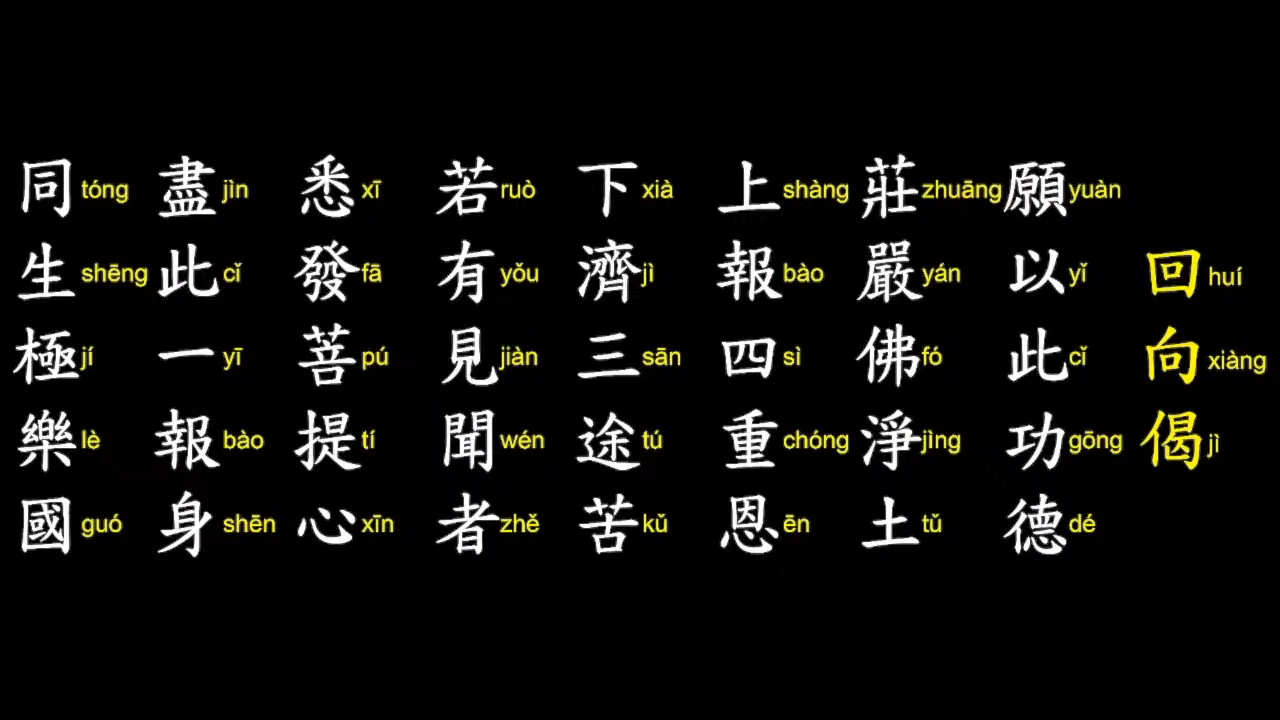 回huí向xiàng偈jì
願yuàn以yǐ此cǐ功gōng德dé
莊zhuāng嚴yán佛fó淨jìng土tǔ
上shàng報bào四sì重chóng恩ēn
下xià濟jì三sān途tú苦kǔ
若ruò有yǒu見jiàn聞wén者zhě
悉xī發fā菩pú提tí心xīn
盡jìn此cǐ一yī報bào身shēn
同tóng生shēng極jí樂lè國guó